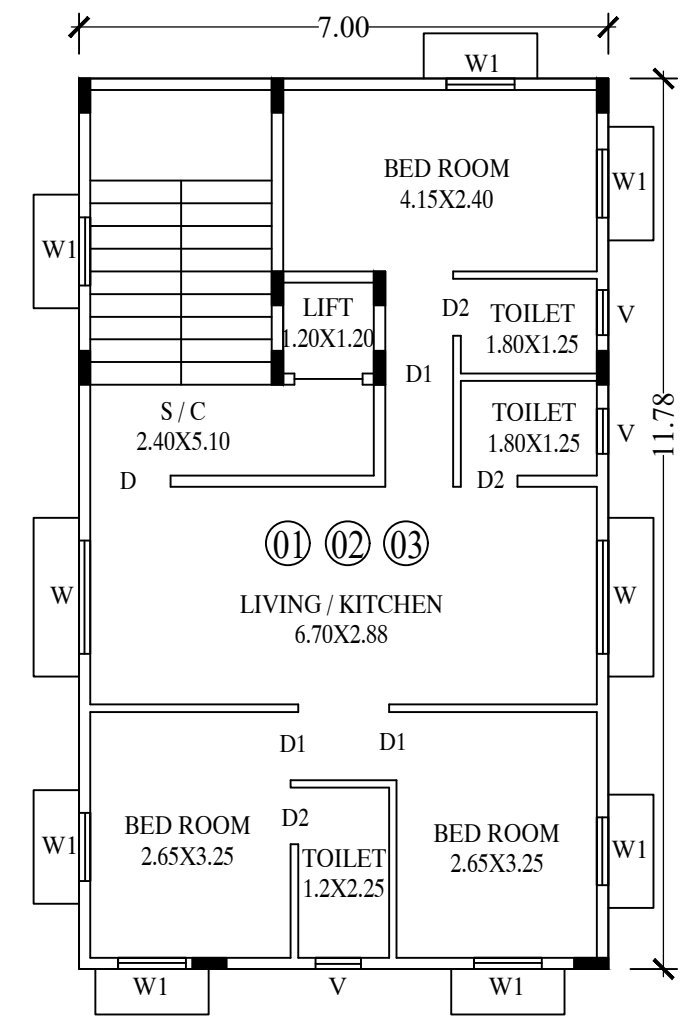 7.00
W1
BED ROOM
4.15X2.40
W1
W1
LIFT
1.20X1.20
D2
TOILET
1.80X1.25
V
D1
S / C
2.40X5.10
TOILET
1.80X1.25
V
11.78
D
D2
01 02 03
W
LIVING / KITCHEN
6.70X2.88
W
D1
D1
BED ROOM
2.65X3.25
D2
TOILET
1.2X2.25
BED ROOM
2.65X3.25
W1
W1
W1
V
W1